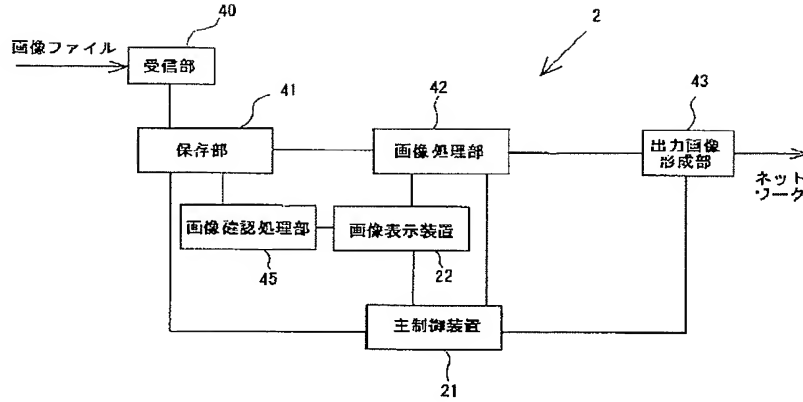 40
2
画像ファイル
受信部
41
42
43
保存部
画像処理部
出力画像
形成部
ネット
ワーク
画像確認処理部
画像表示装置
45
22
主制御装置
21